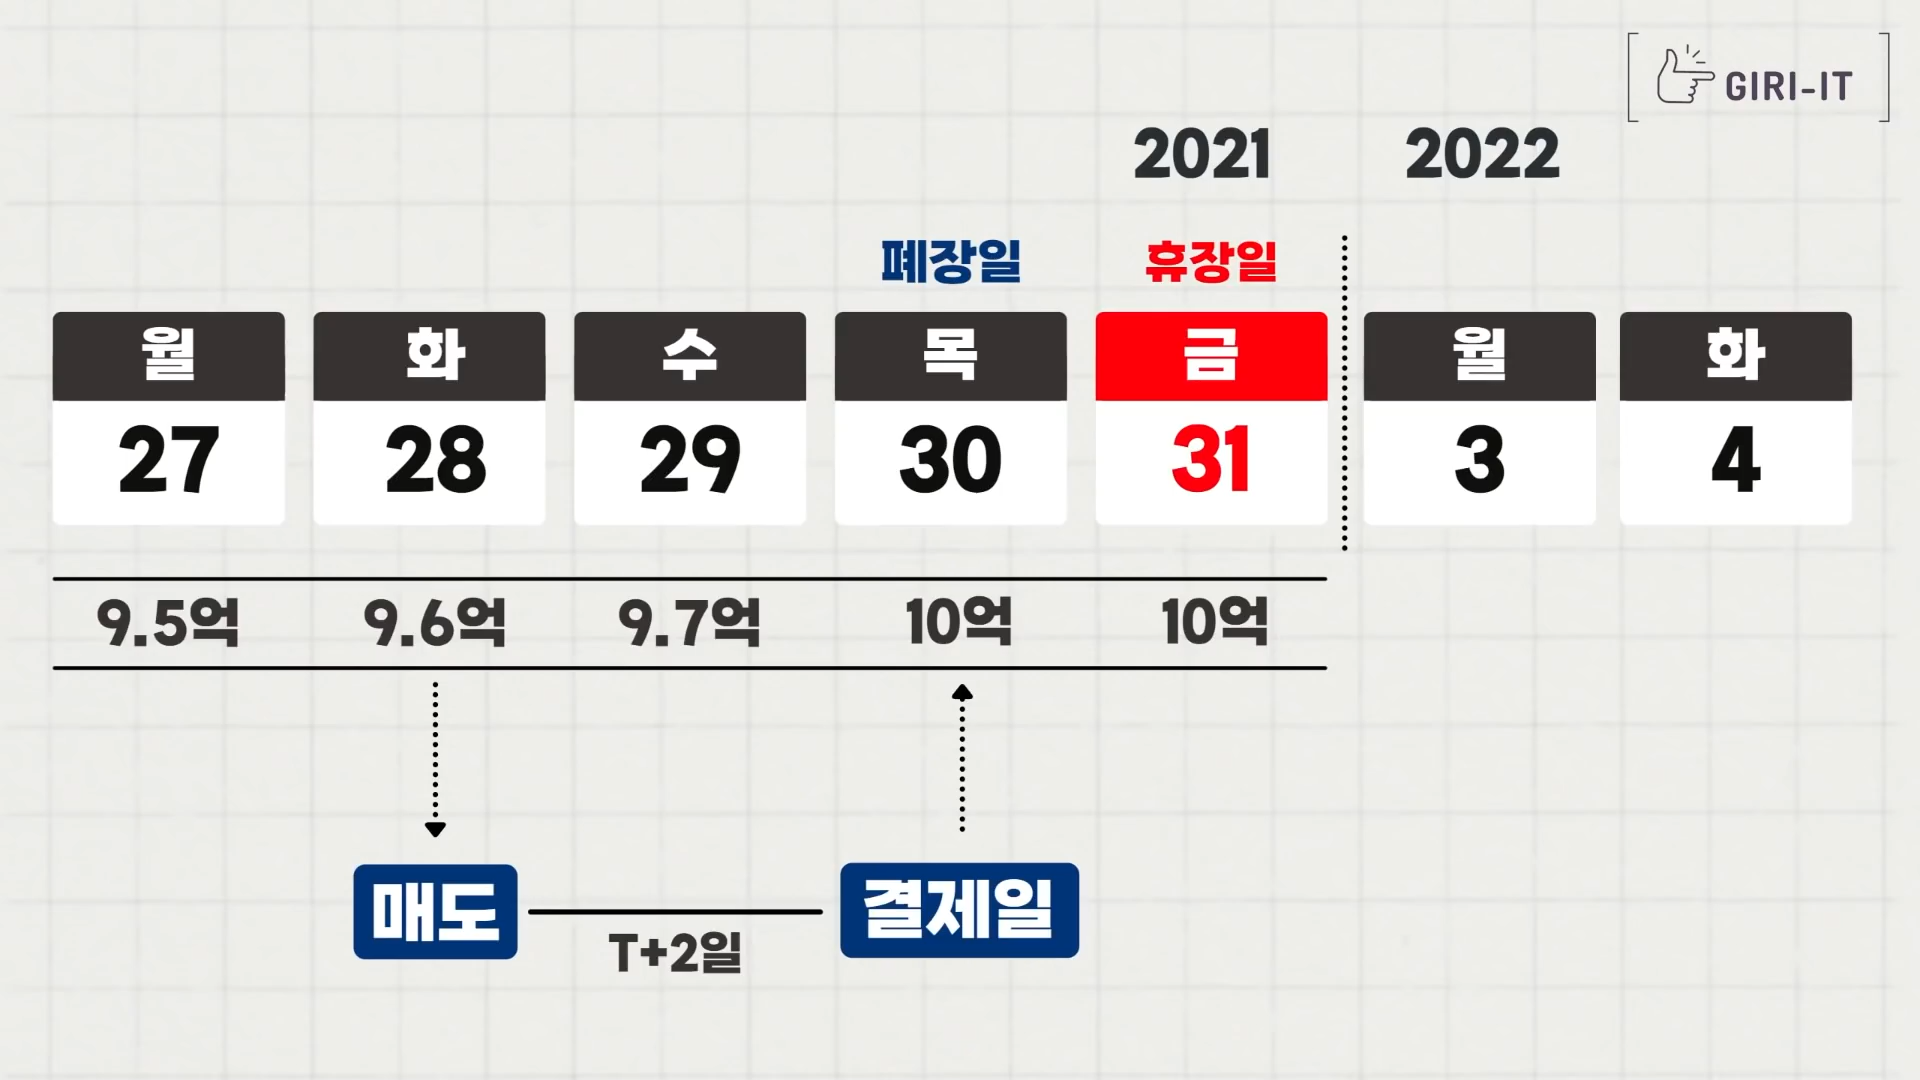 GIRI-IT
2021 2022
폐장일 휴장일
월 화 수 목 금 월 화
27 28 29 30 31 3 4
9.5억 9.6억 9.7억 10억 10억
매도 결제일
T+2일